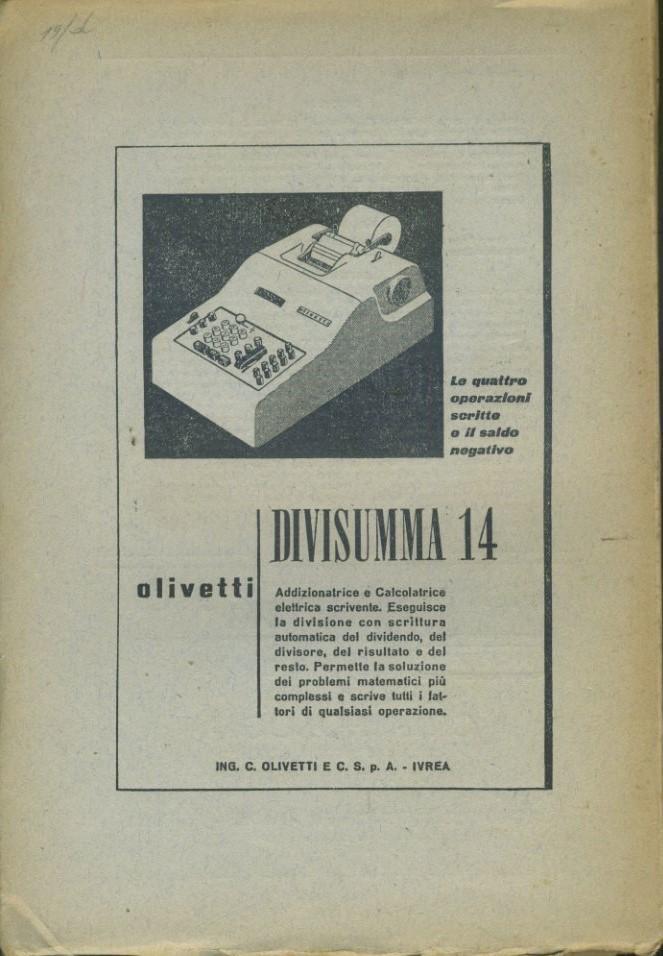 Le quattro
operazioni
scritte
e il saldo
negativo
DIVISUMMA 14
olivetti
Addizionatrice e Calcolatrice
elettrica scrivente. Eseguisce
la divisione con scrittura
automatica del dividendo, del
divisore, del risultato e del
resto. Permette la soluzione
dei problemi matematici più
complessi e scrive tutti i fat-
tori di qualsiasi operazione.
ING. C. OLIVETTI E C. S. p. A. - IVREA